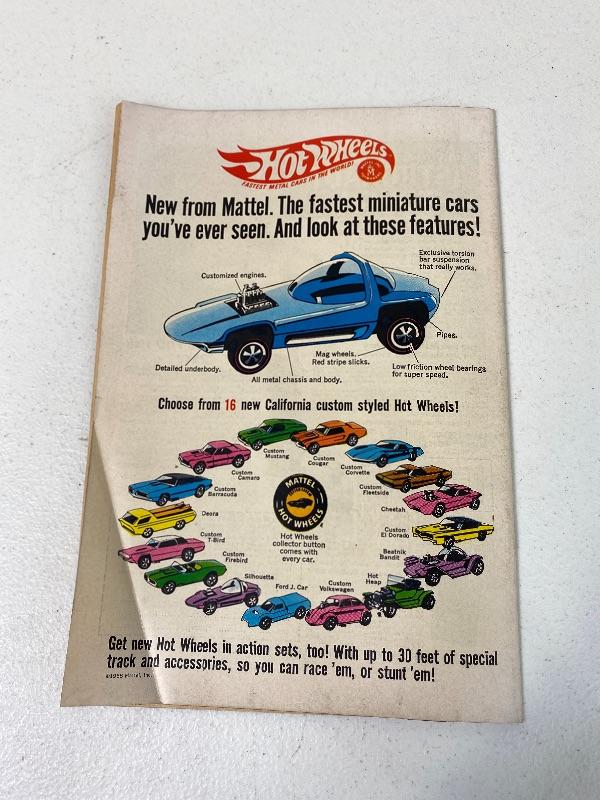 Hot Wheels
FASTEST METAL CARS IN THE WORLD!
New from Mattel. The fastest miniature cars
you've ever seen. And look at these features!
Exclusive torsion
bar suspension
that really works.
Customized engines.
Pipes.
Mag wheels.
Red stripe slicks.
Low friction wheel bearings
for super speed.
Detailed underbody.
All metal chassis and body.
Choose from 16 new California custom styled Hot Wheels!
Custom
Mustang
Custom
Cougar
Custom
Camaro
Custom
Corvette
Custom
Barracuda
Custom
Fleetside
Deora
Cheetah
Custom
T-Bird
Custom
El Dorado
Custom
Firebird
Beatnik
Bandit
Silhouette
Ford J. Car
Custom
Volkswagen
Hot
Heap
MATTEL
HOT WHEELS
Hot Wheels
collector button
comes with
every car.
Get new Hot Wheels in action sets, too! With up to 30 feet of special
track and accessories, so you can race 'em, or stunt 'em!
Mattel, Inc.